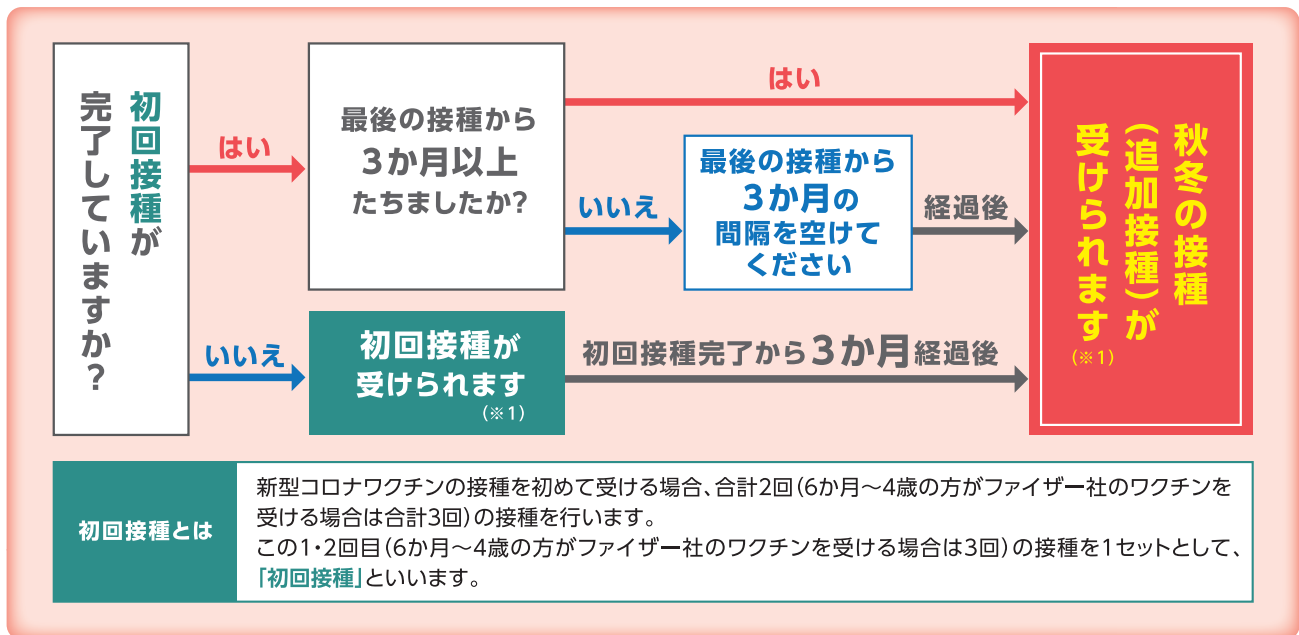 初回接種が
完了していますか?
はい
いいえ
最後の接種から
3か月以上
たちましたか?
はい
いいえ
最後の接種から
3か月の
間隔を空けて
ください
経過後
初回接種が
受けられます
(※1)
初回接種完了から3か月経過後
秋冬の接種
(追加接種)が
受けられます
(※1)
初回接種とは
新型コロナワクチンの接種を初めて受ける場合、合計2回(6か月~4歳の方がファイザー社のワクチンを
受ける場合は合計3回)の接種を行います。
この1・2回目(6か月~4歳の方がファイザー社のワクチンを受ける場合は3回)の接種を1セットとして、
「初回接種」といいます。